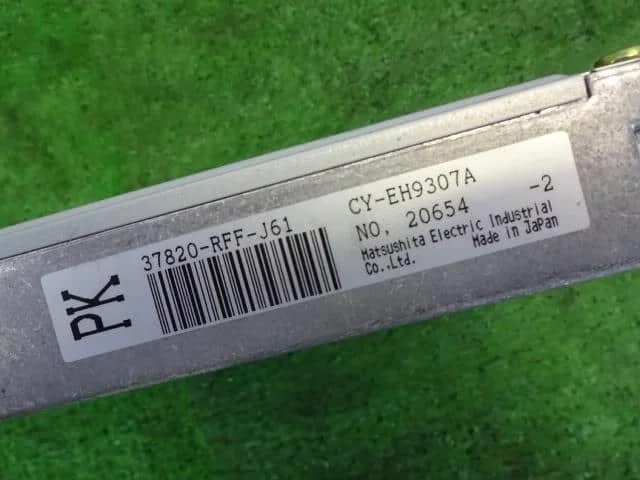 PK
37820-RFF-J61
CY-EH9307A
NO. 20654 -2
Matsushita Electric Industrial
Co.,Ltd. Made in Japan